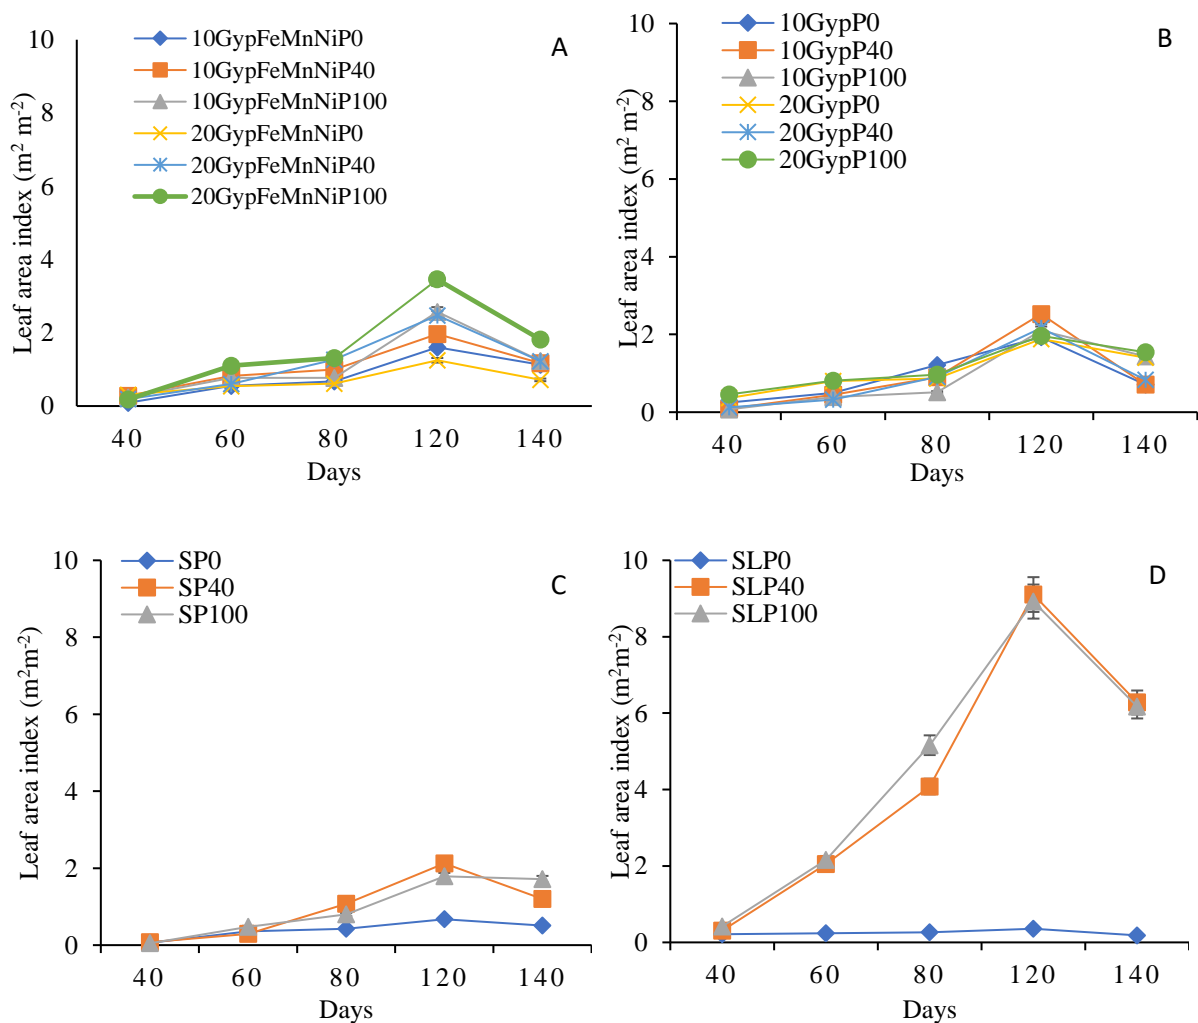 A
10GypFeMnNiP0
10GypFeMnNiP40
10GypFeMnNiP100
20GypFeMnNiP0
20GypFeMnNiP40
20GypFeMnNiP100
Leaf area index (m² m⁻²)
10
8
6
4
2
0
40 60 80 120 140
Days
B
10GypP0
10GypP40
10GypP100
20GypP0
20GypP40
20GypP100
Leaf area index (m² m⁻²)
10
8
6
4
2
0
40 60 80 120 140
Days
C
SP0
SP40
SP100
Leaf area index (m²m⁻²)
10
8
6
4
2
0
40 60 80 120 140
Days
D
SLP0
SLP40
SLP100
Leaf area index (m²m⁻²)
10
8
6
4
2
0
40 60 80 120 140
Days